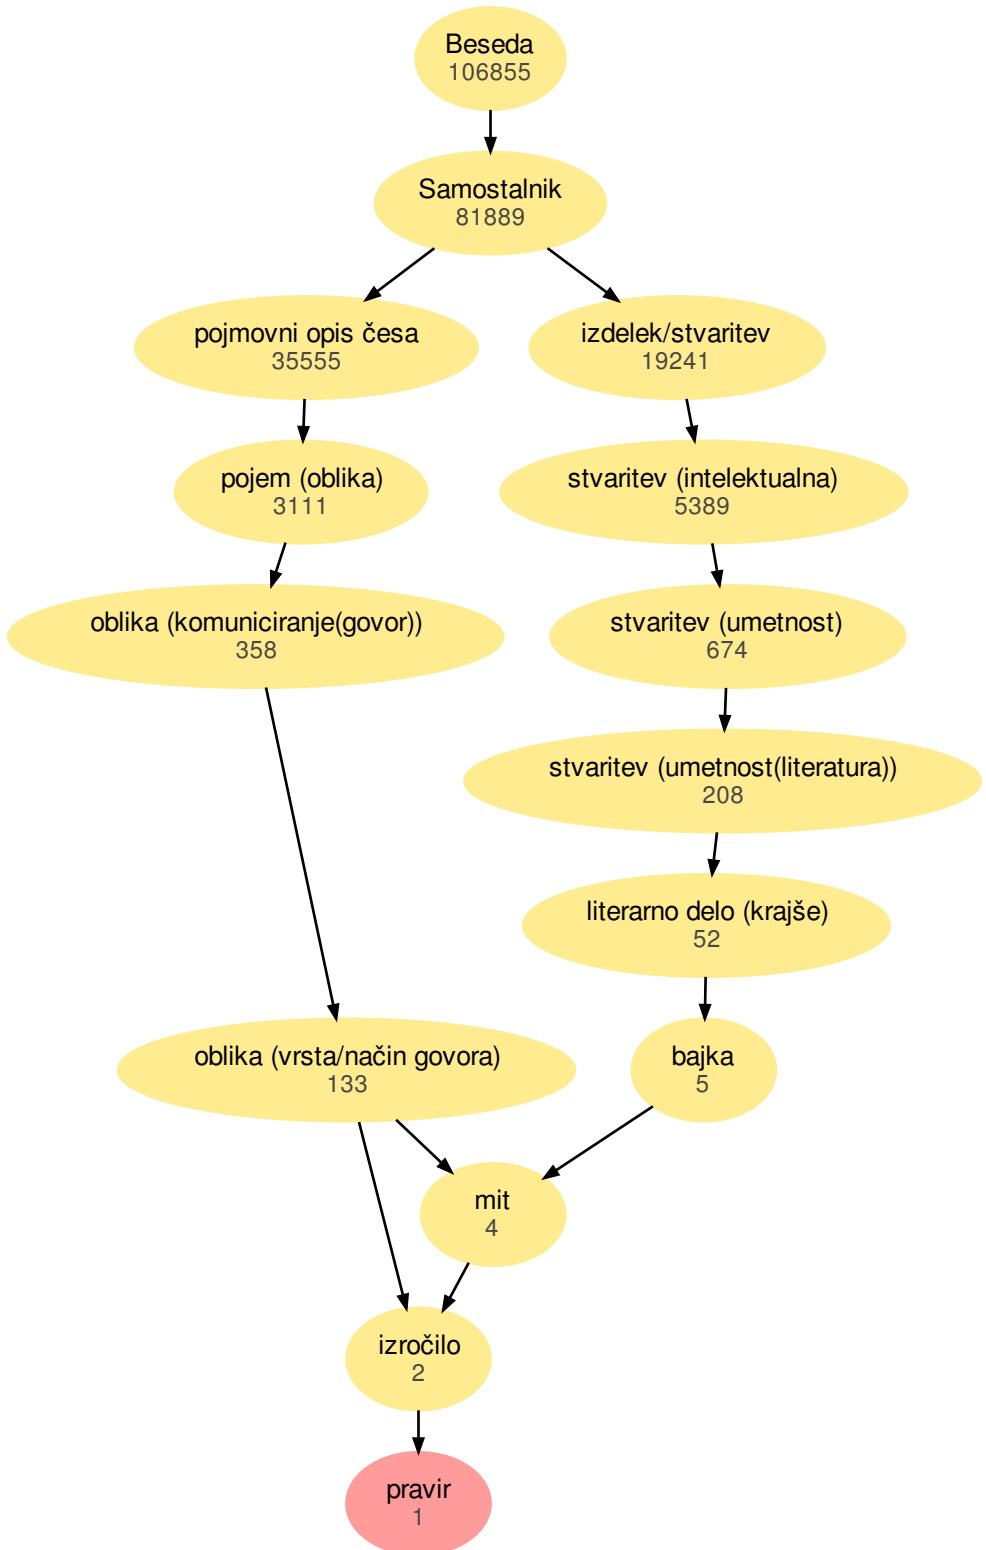 Beseda
106855
Samostalnik
81889
pojmovni opis česa
35555
izdelek/stvaritev
19241
pojem (oblika)
3111
stvaritev (intelektualna)
5389
oblika (komuniciranje(govor))
358
stvaritev (umetnost)
674
stvaritev (umetnost(literatura))
208
literarno delo (krajše)
52
oblika (vrsta/način govora)
133
bajka
5
mit
4
izročilo
2
pravir
1